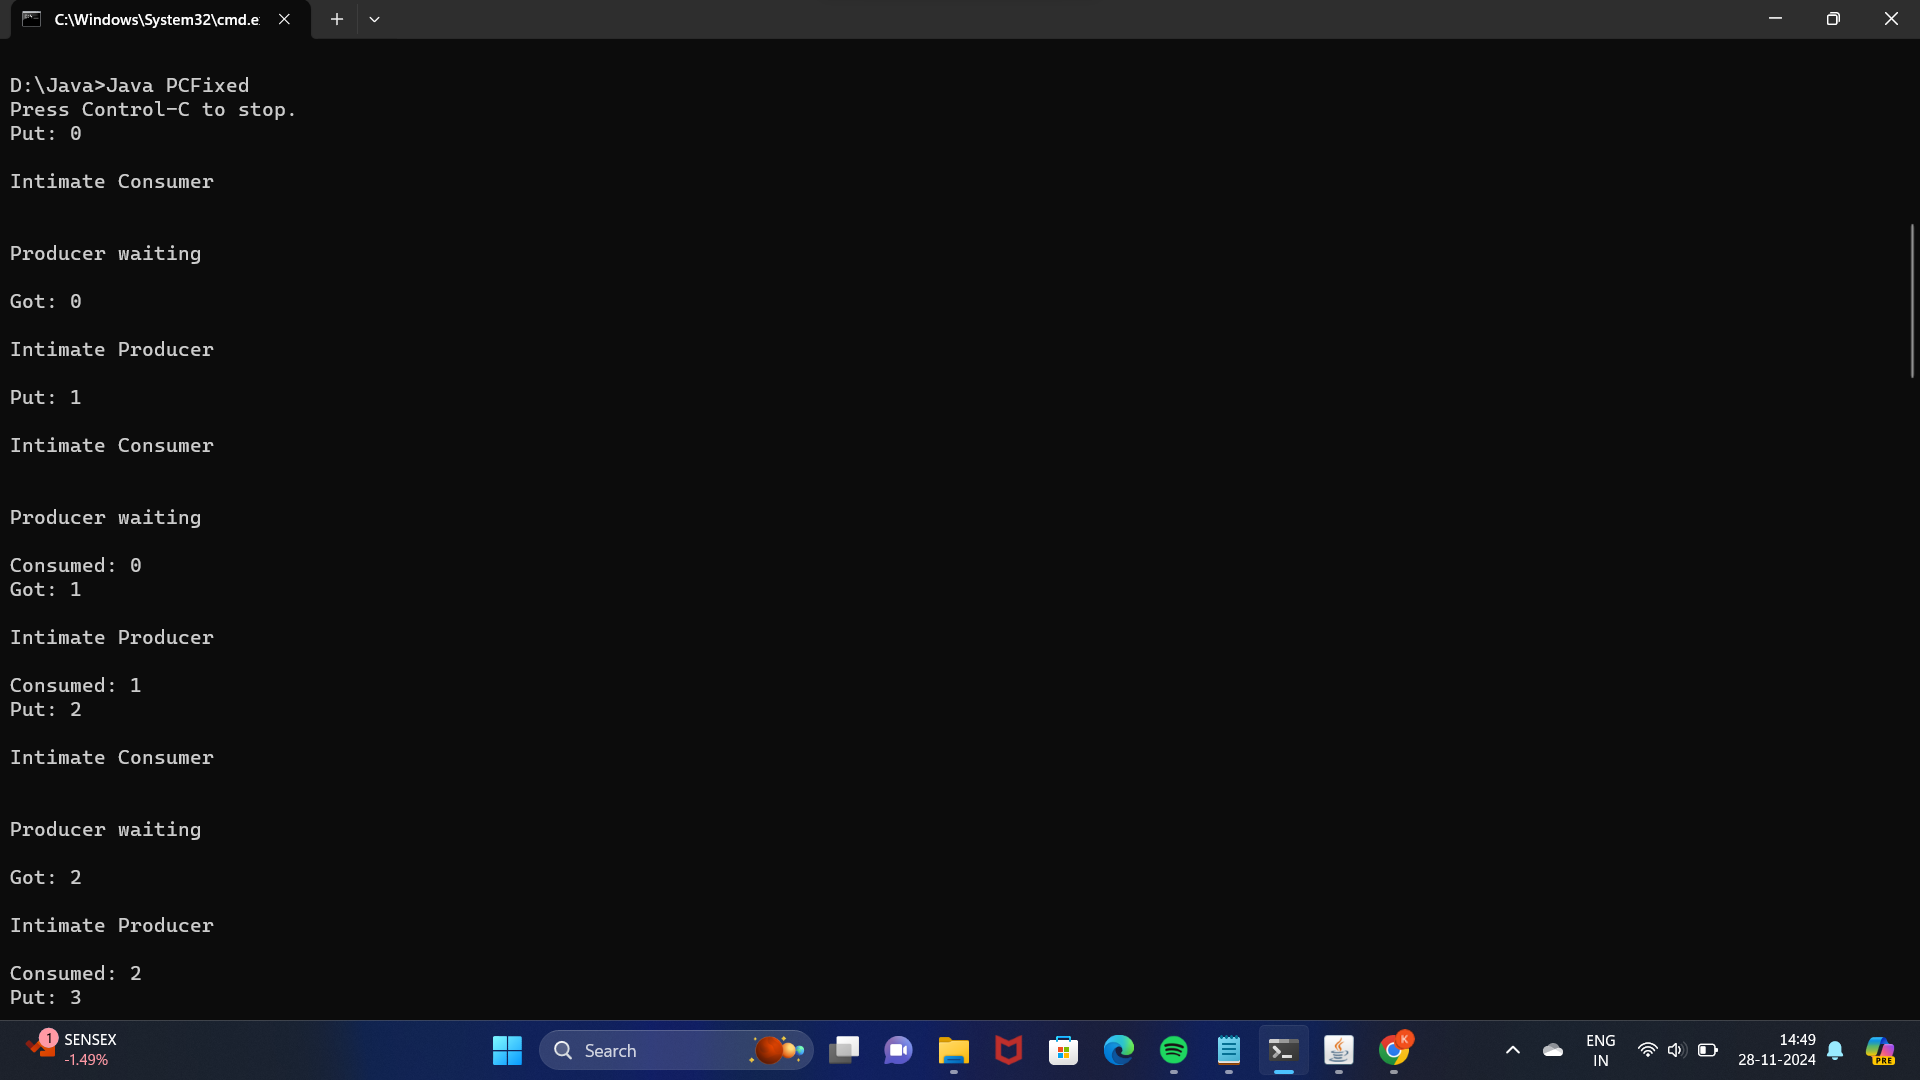 C:\Windows\System32\cmd.e
D:\Java>Java PCFixed
Press Control-C to stop.
Put: 0
Intimate Consumer
Producer waiting
Got: 0
Intimate Producer
Put: 1
Intimate Consumer
Producer waiting
Consumed: 0
Got: 1
Intimate Producer
Consumed: 1
Put: 2
Intimate Consumer
Producer waiting
Got: 2
Intimate Producer
Consumed: 2
Put: 3
1
SENSEX
-1.49%
Search
K
ENG
IN
14:49
28-11-2024
PRE